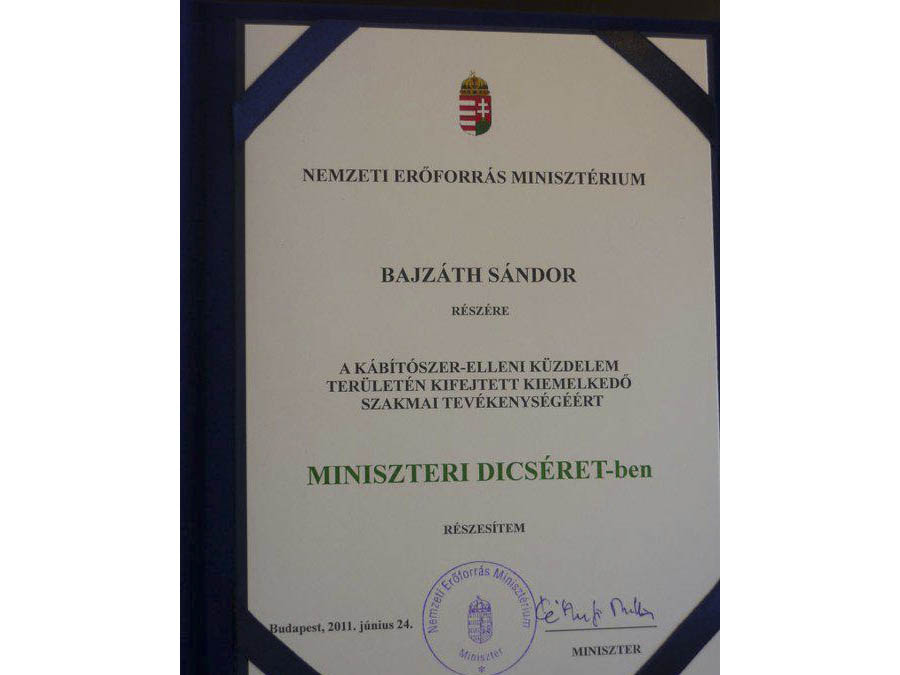 NEMZETI ERŐFORRÁS MINISZTÉRIUM
BAJZÁTH SÁNDOR
RÉSZÉRE
A KÁBÍTÓSZER-ELLENI KÜZDELEM
TERÜLETÉN KIFEJTETT KIEMELKEDŐ
SZAKMAI TEVÉKENYSÉGÉÉRT
MINISZTERI DICSÉRET-ben
RÉSZESÍTEM
Nemzeti Erőforrás Minisztérium
Miniszter
*
Budapest, 2011. június 24.
MINISZTER